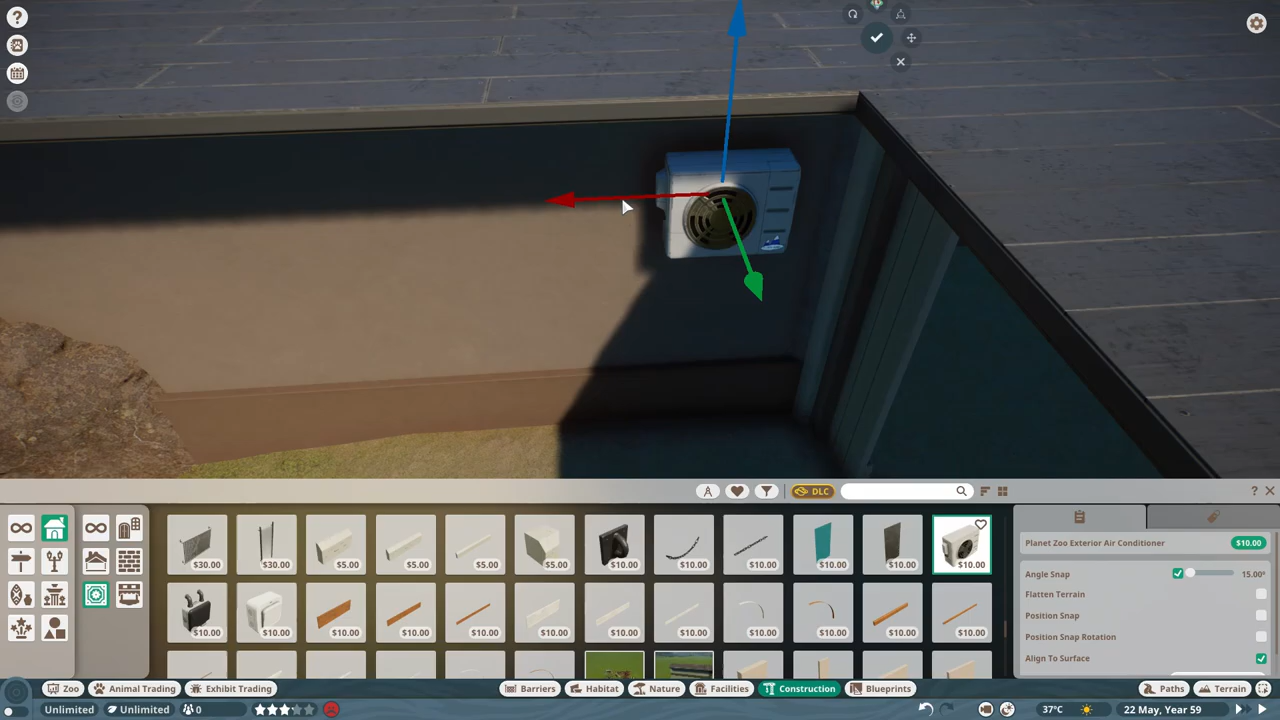 DLC
$30.00 $30.00 $5.00 $5.00 $5.00 $5.00 $10.00 $10.00 $10.00 $10.00 $10.00 $10.00
$10.00 $10.00 $10.00 $10.00 $10.00 $10.00 $10.00 $10.00 $10.00 $10.00 $10.00 $10.00
Planet Zoo Exterior Air Conditioner $10.00
Angle Snap 15.00°
Flatten Terrain
Position Snap
Position Snap Rotation
Align To Surface
Zoo Animal Trading Exhibit Trading Barriers Habitat Nature Facilities Construction Blueprints Paths Terrain
Unlimited Unlimited 0 37°C 22 May, Year 59